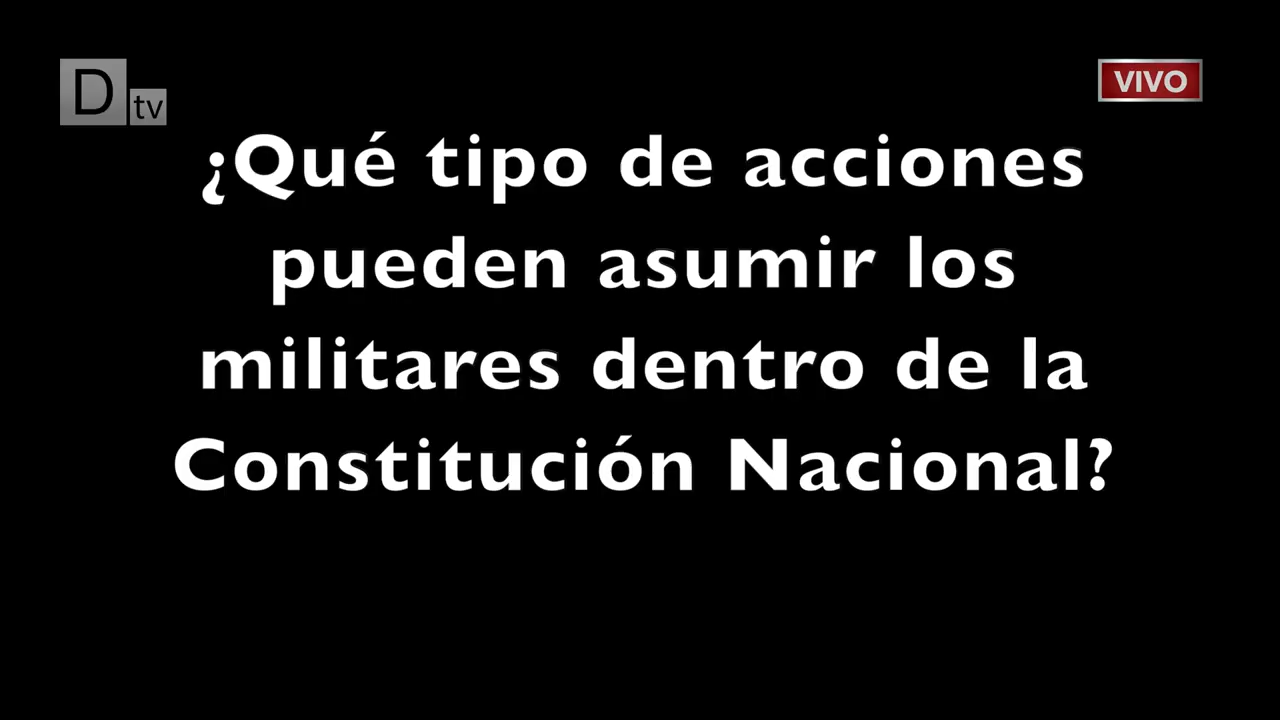 D tv
VIVO
¿Qué tipo de acciones
pueden asumir los
militares dentro de la
Constitución Nacional?